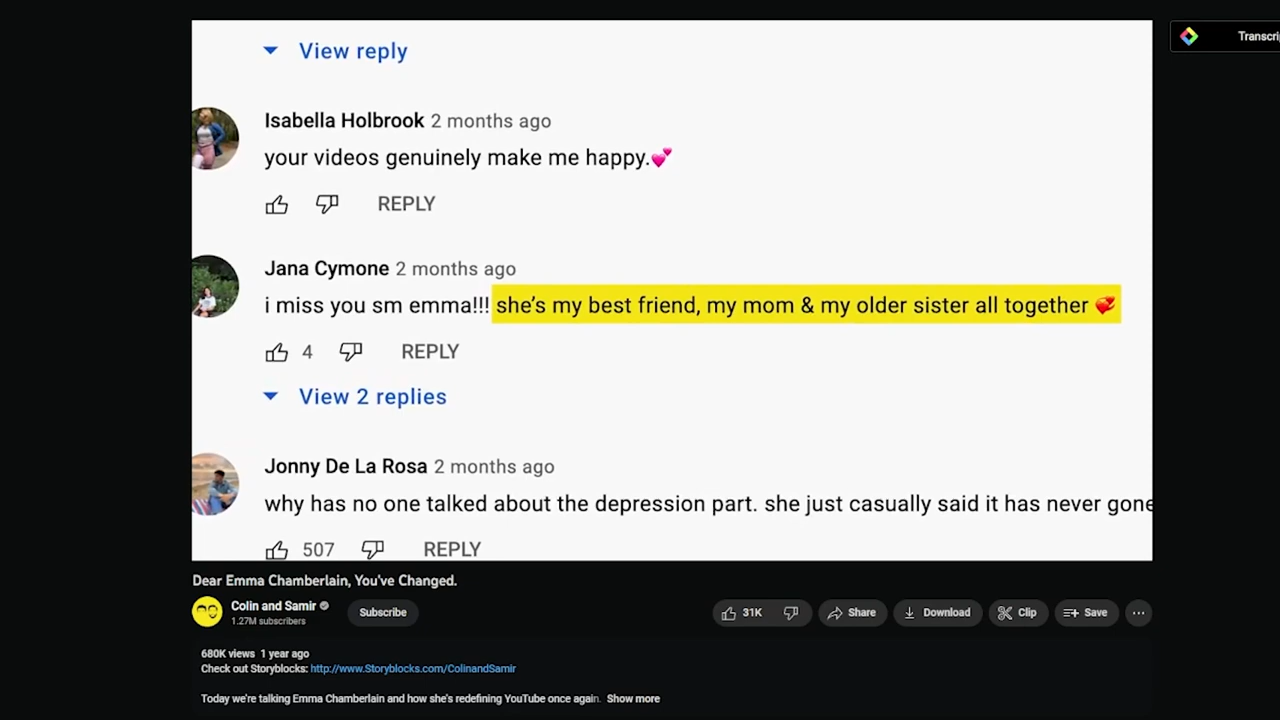 View reply
Transcri
Isabella Holbrook 2 months ago
your videos genuinely make me happy.💕
REPLY
Jana Cymone 2 months ago
i miss you sm emma!!! she's my best friend, my mom & my older sister all together 💞
4 REPLY
View 2 replies
Jonny De La Rosa 2 months ago
why has no one talked about the depression part. she just casually said it has never gone
507 REPLY
Dear Emma Chamberlain, You've Changed.
Colin and Samir
1.27M subscribers
Subscribe
31K Share Download Clip Save
680K views 1 year ago
Check out Storyblocks: http://www.Storyblocks.com/ColinandSamir
Today we're talking Emma Chamberlain and how she's redefining YouTube once again. Show more